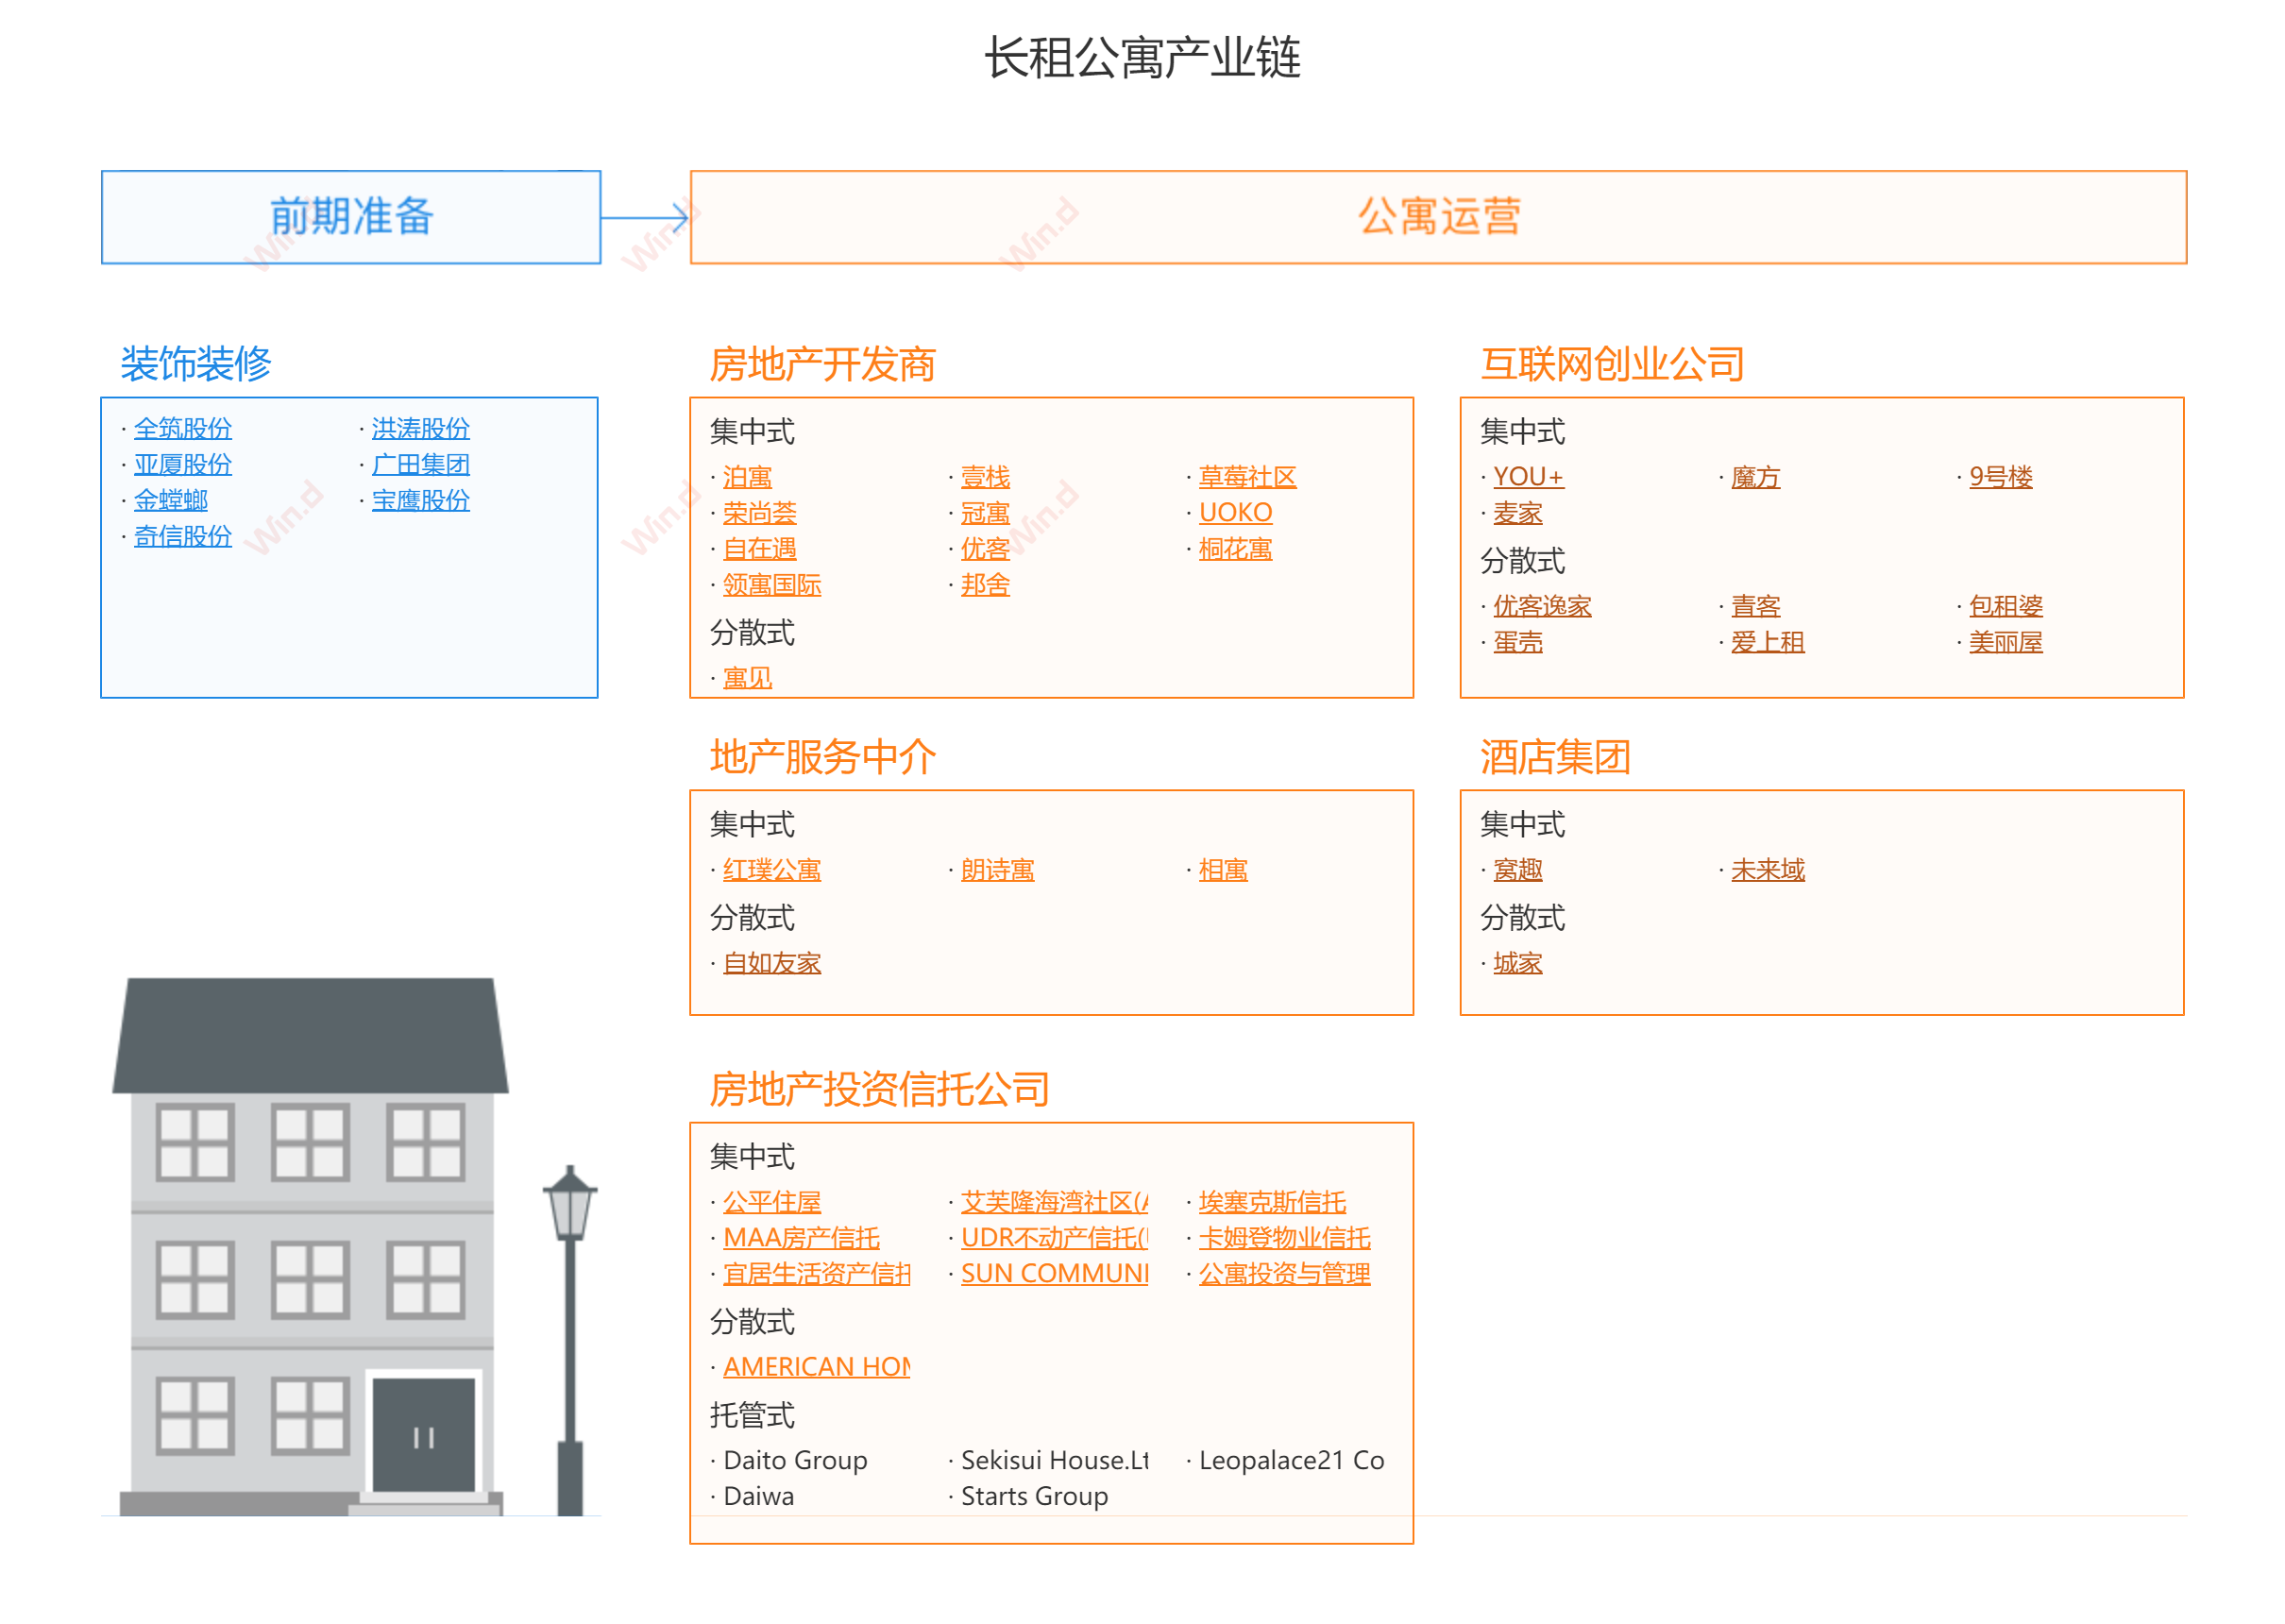 长租公寓产业链
前期准备
公寓运营
装饰装修
· 全筑股份 · 洪涛股份
· 亚厦股份 · 广田集团
· 金螳螂 · 宝鹰股份
· 奇信股份
房地产开发商
集中式
· 泊寓 · 壹栈 · 草莓社区
· 荣尚荟 · 冠寓 · UOKO
· 自在遇 · 优客 · 桐花寓
· 领寓国际 · 邦舍
分散式
· 寓见
互联网创业公司
集中式
· YOU+ · 魔方 · 9号楼
· 麦家
分散式
· 优客逸家 · 青客 · 包租婆
· 蛋壳 · 爱上租 · 美丽屋
地产服务中介
集中式
· 红璞公寓 · 朗诗寓 · 相寓
分散式
· 自如友家
酒店集团
集中式
· 窝趣 · 未来域
分散式
· 城家
房地产投资信托公司
集中式
· 公平住屋 · 艾芙隆海湾社区( · 埃塞克斯信托
· MAA房产信托 · UDR不动产信托( · 卡姆登物业信托
· 宜居生活资产信托 · SUN COMMUNI · 公寓投资与管理
分散式
· AMERICAN HOM
托管式
· Daito Group · Sekisui House.Lt · Leopalace21 Co
· Daiwa · Starts Group
Win.d
Win.d
Win.d
Win.d
Win.d
Win.d